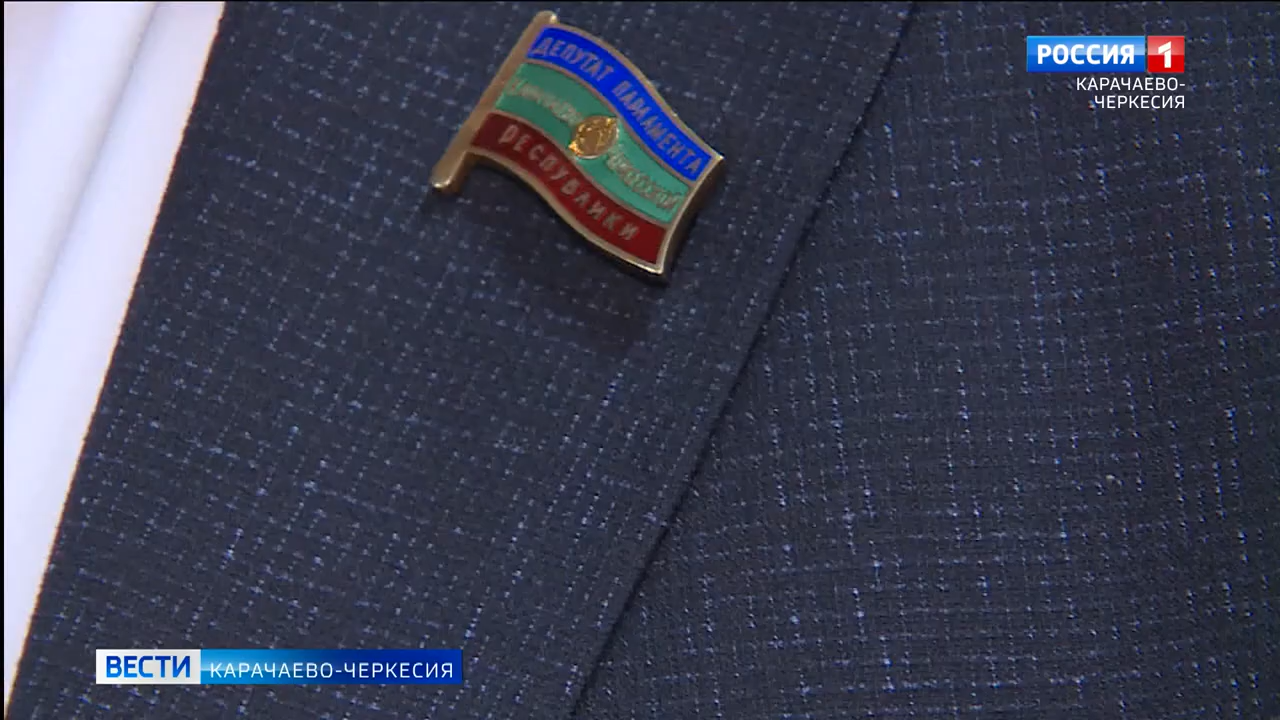 ДЕПУТАТ ПАРЛАМЕНТА
РЕСПУБЛИКИ
РОССИЯ 1
КАРАЧАЕВО-
ЧЕРКЕСИЯ
ВЕСТИ КАРАЧАЕВО-ЧЕРКЕСИЯ